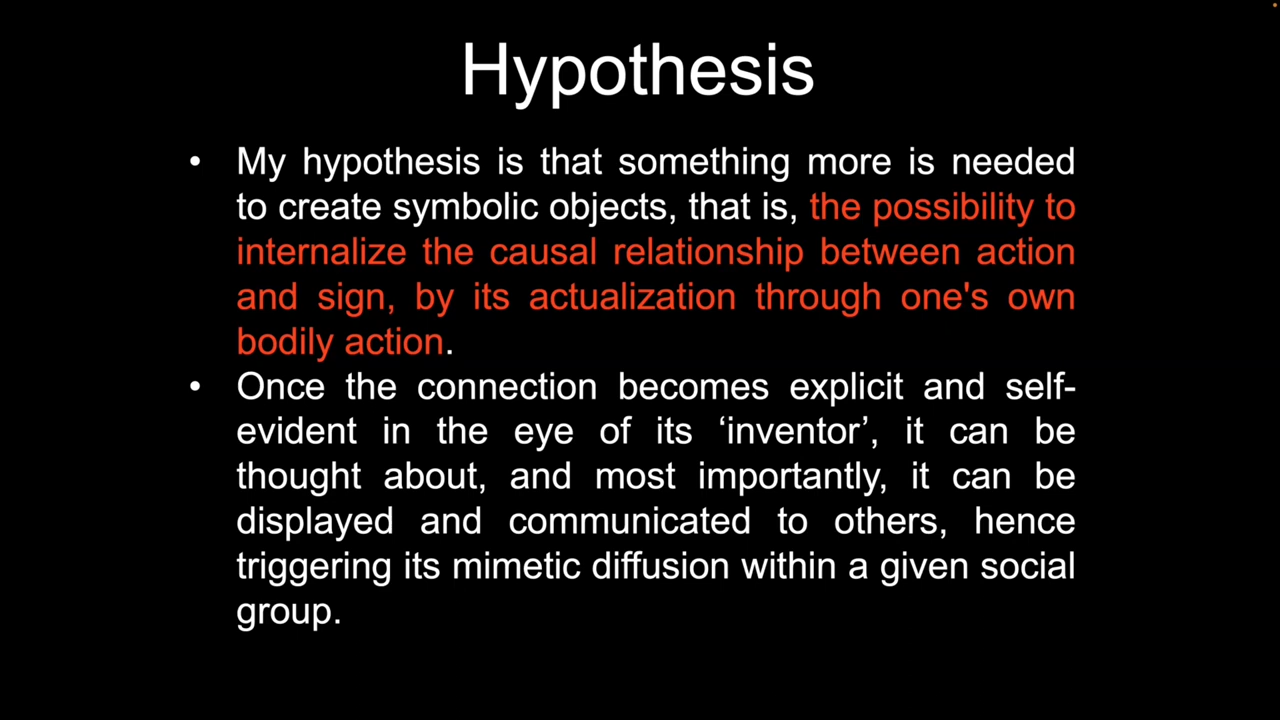 Hypothesis
• My hypothesis is that something more is needed
to create symbolic objects, that is, the possibility to
internalize the causal relationship between action
and sign, by its actualization through one's own
bodily action.
• Once the connection becomes explicit and self-
evident in the eye of its ‘inventor’, it can be
thought about, and most importantly, it can be
displayed and communicated to others, hence
triggering its mimetic diffusion within a given social
group.